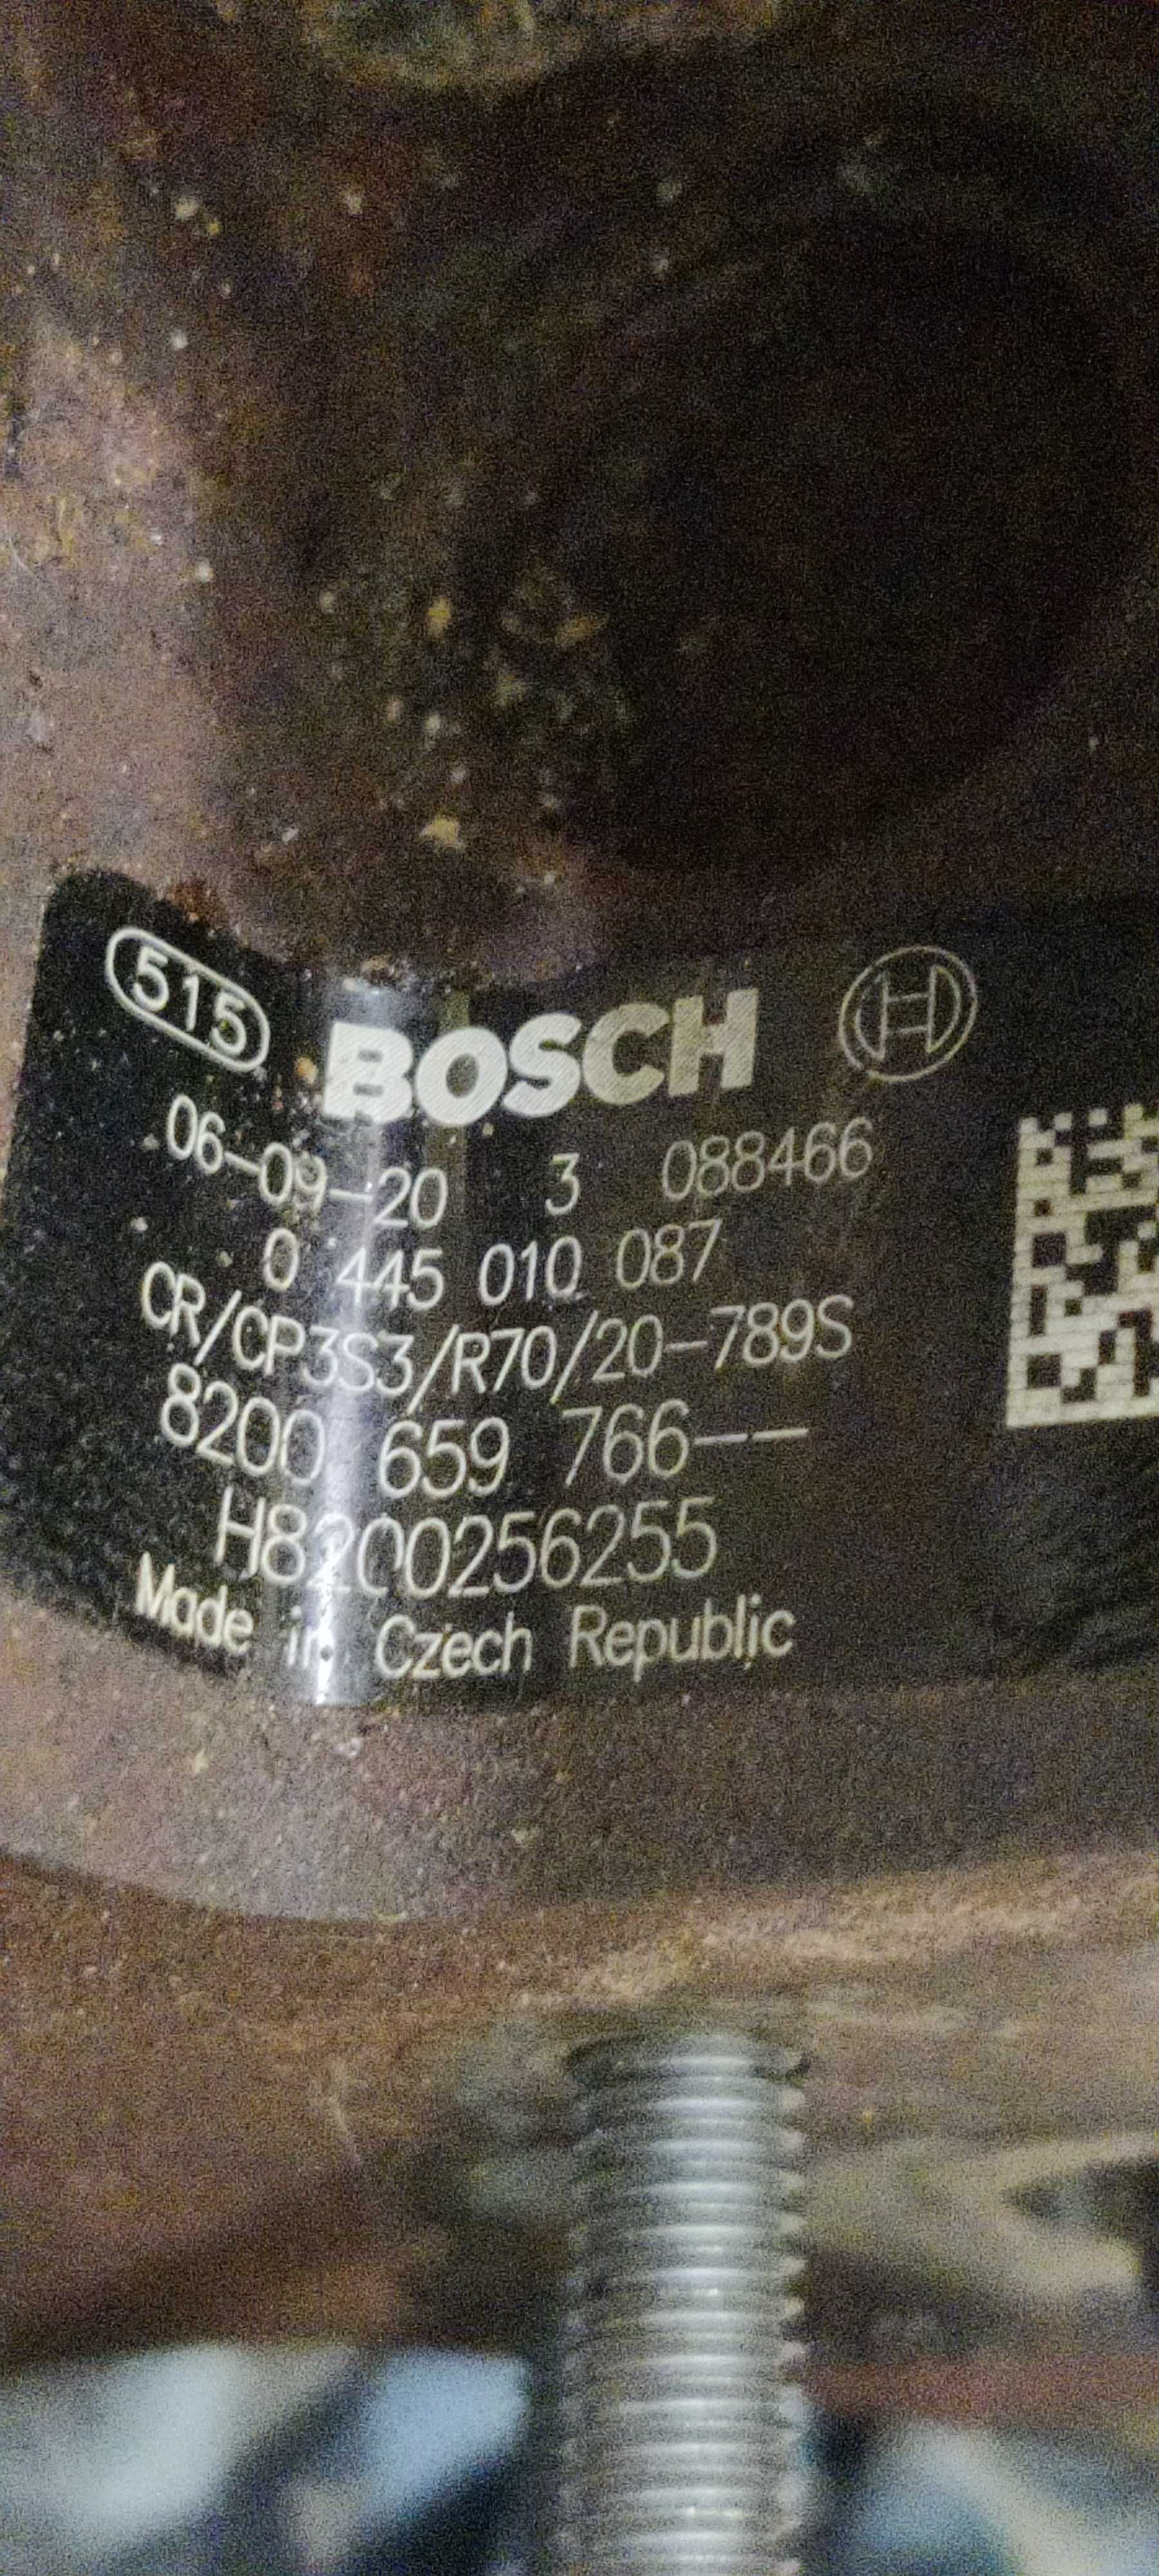 515
BOSCH
06-09-20 3 088466
0 445 010 087
CR/CP3S3/R70/20-789S
8200 659 766--
H8200256255
Made in Czech Republic